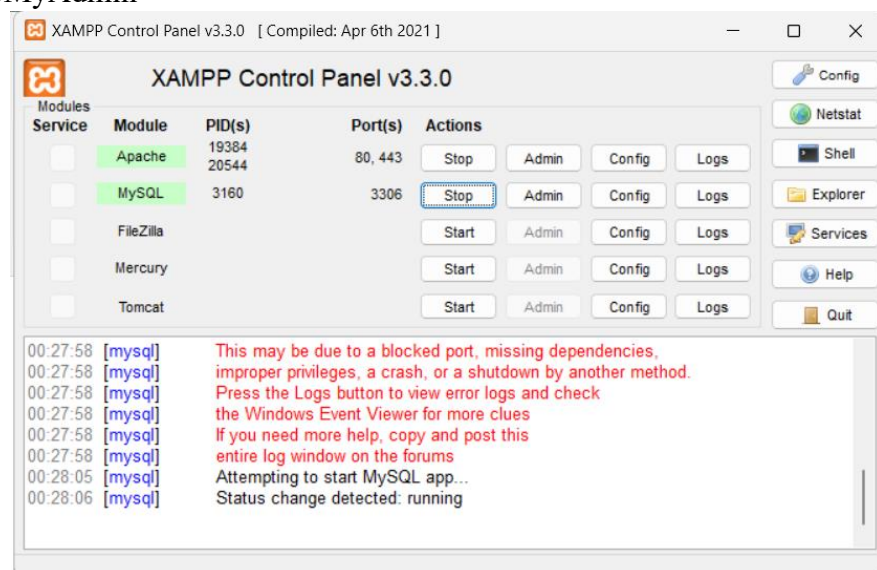 MyAdmin
XAMPP Control Panel v3.3.0 [ Compiled: Apr 6th 2021 ]
XAMPP Control Panel v3.3.0
Config
Modules
Service Module PID(s) Port(s) Actions
Netstat
Apache 19384 20544 80, 443 Stop Admin Config Logs
Shell
MySQL 3160 3306 Stop Admin Config Logs
Explorer
FileZilla Start Admin Config Logs
Services
Mercury Start Admin Config Logs
Help
Tomcat Start Admin Config Logs
Quit
00:27:58 [mysql] This may be due to a blocked port, missing dependencies,
00:27:58 [mysql] improper privileges, a crash, or a shutdown by another method.
00:27:58 [mysql] Press the Logs button to view error logs and check
00:27:58 [mysql] the Windows Event Viewer for more clues
00:27:58 [mysql] If you need more help, copy and post this
00:27:58 [mysql] entire log window on the forums
00:28:05 [mysql] Attempting to start MySQL app...
00:28:06 [mysql] Status change detected: running